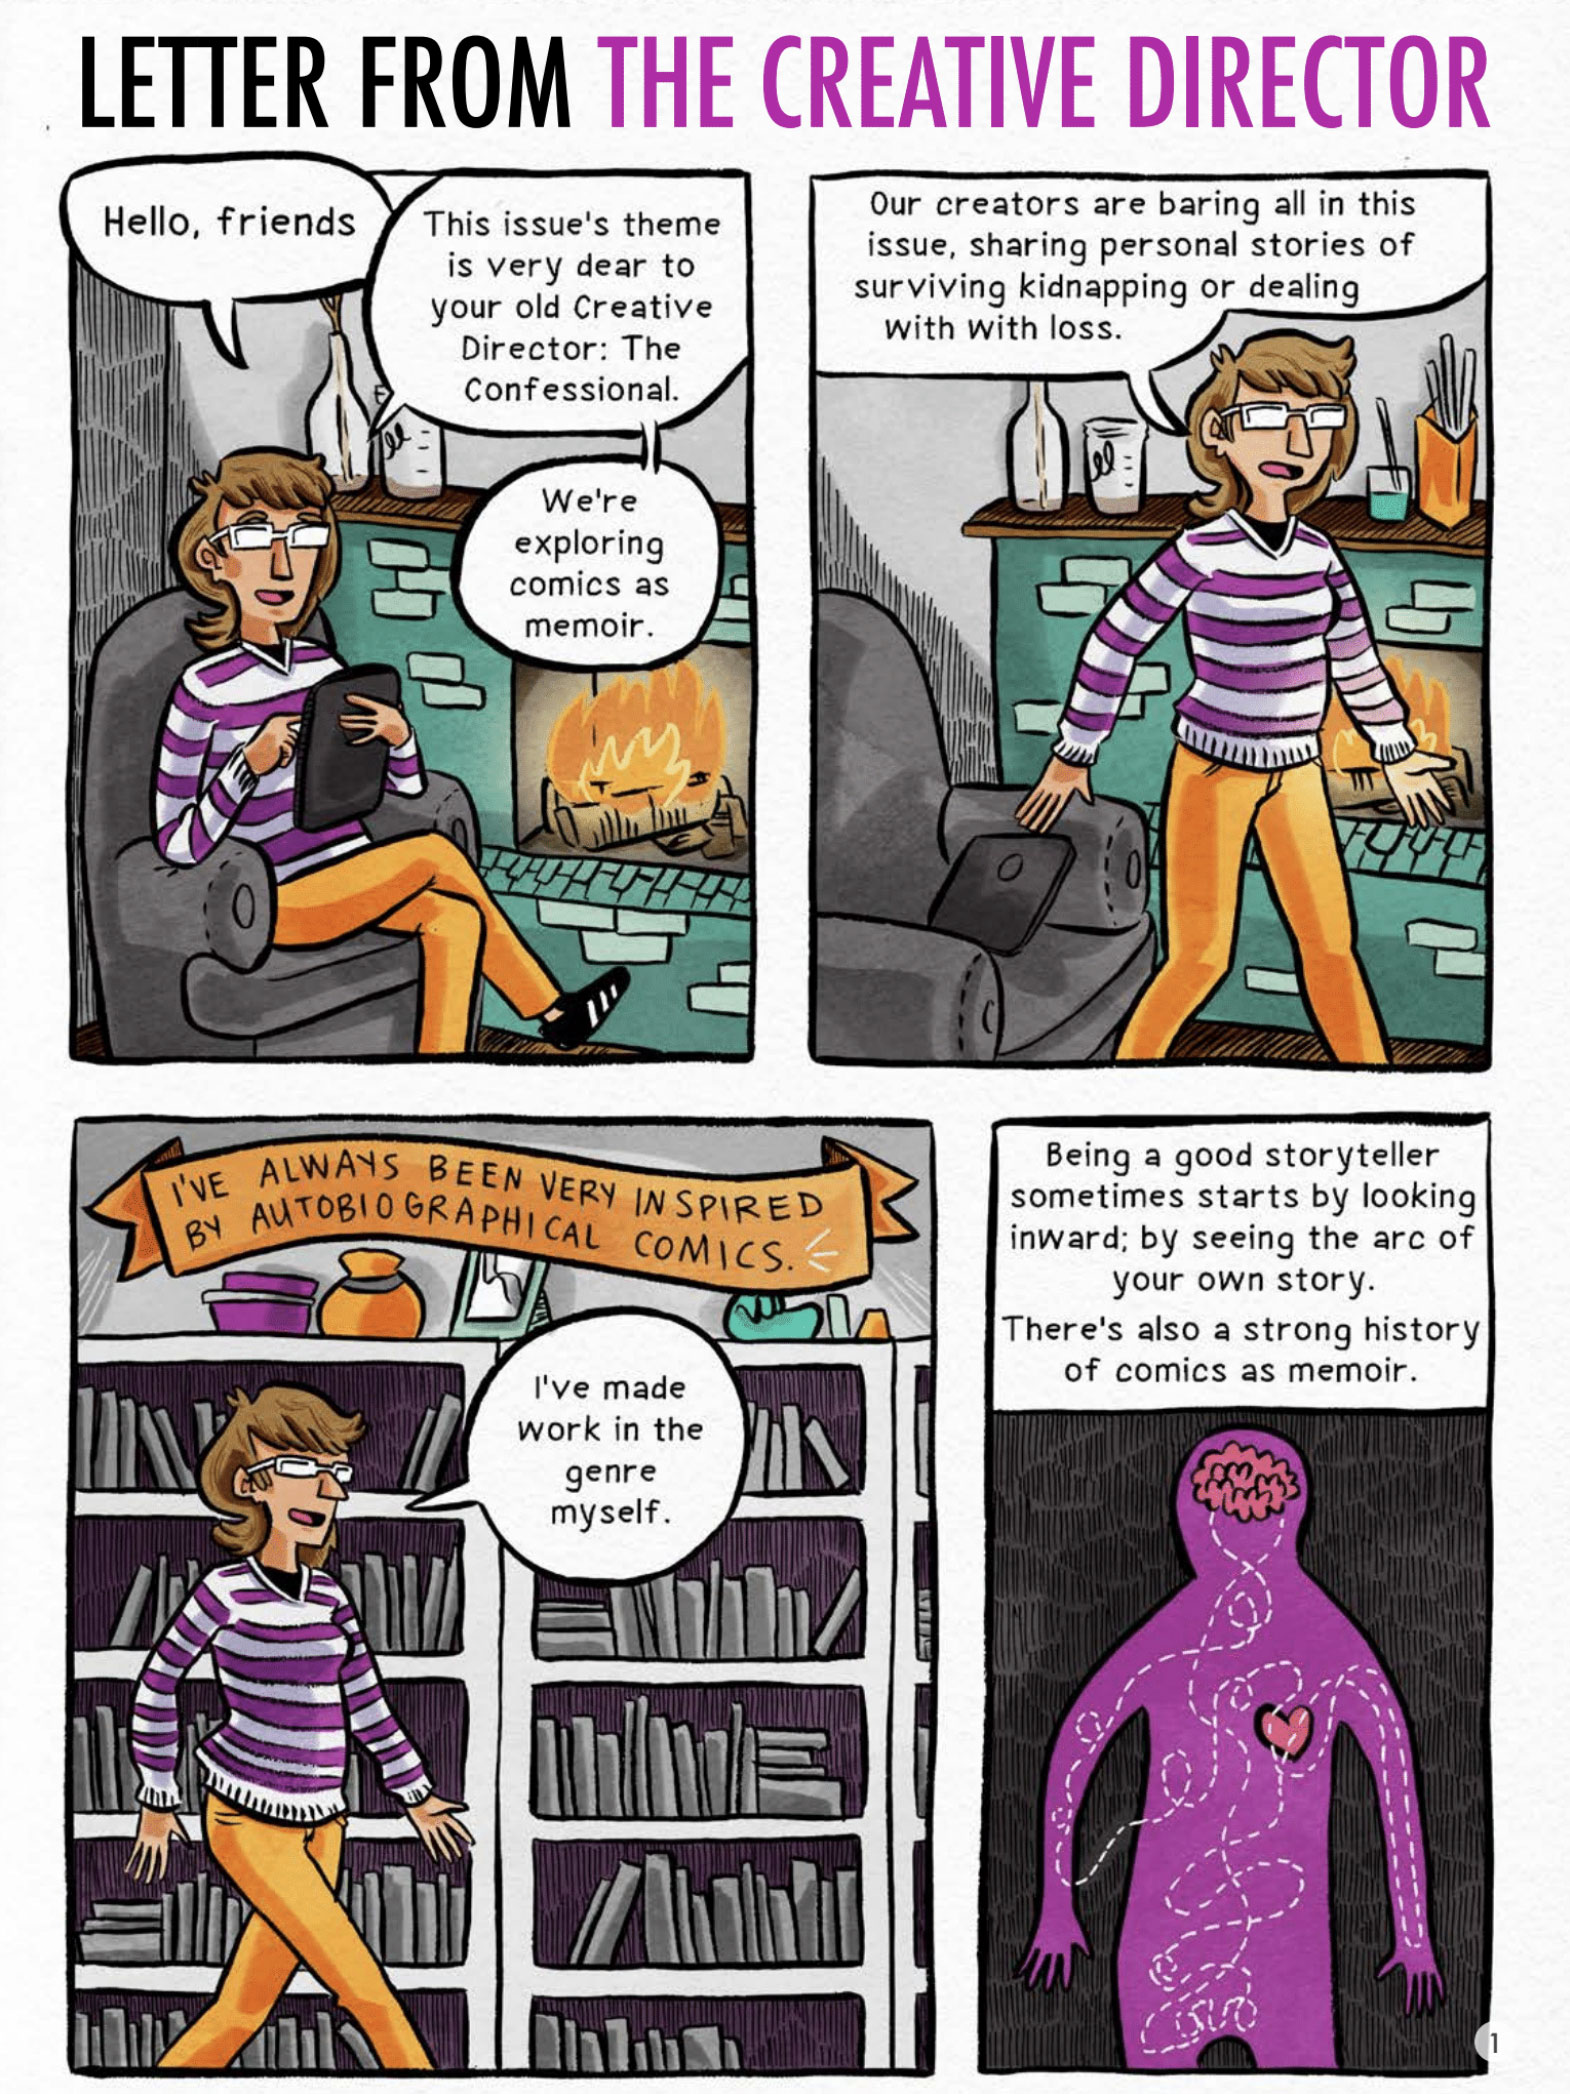 LETTER FROM THE CREATIVE DIRECTOR
Hello, friends
This issue's theme
is very dear to
your old Creative
Director: The
Confessional.
We're
exploring
comics as
memoir.
Our creators are baring all in this
issue, sharing personal stories of
surviving kidnapping or dealing
with with loss.
I'VE ALWAYS BEEN VERY INSPIRED
BY AUTOBIOGRAPHICAL COMICS.
I've made
work in the
genre
myself.
Being a good storyteller
sometimes starts by looking
inward; by seeing the arc of
your own story.
There's also a strong history
of comics as memoir.
1